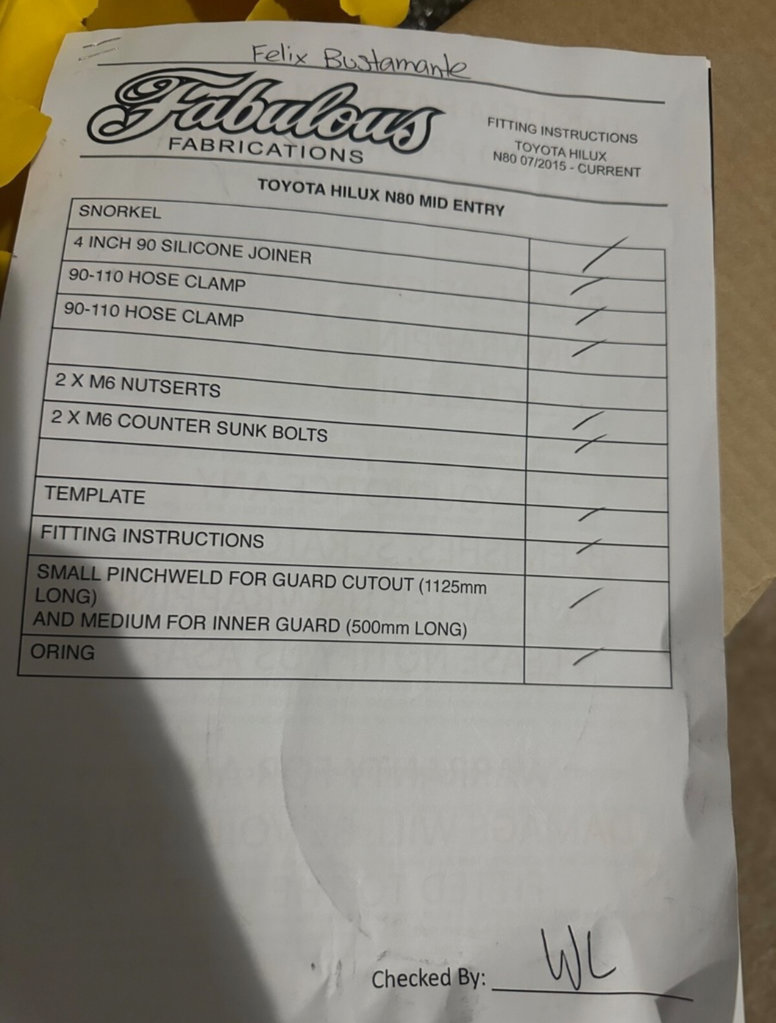 Felix Bustamante
Fabulous
FABRICATIONS
FITTING INSTRUCTIONS
TOYOTA HILUX
N80 07/2015 - CURRENT
TOYOTA HILUX N80 MID ENTRY
SNORKEL
4 INCH 90 SILICONE JOINER
90-110 HOSE CLAMP
90-110 HOSE CLAMP
2 X M6 NUTSERTS
2 X M6 COUNTER SUNK BOLTS
TEMPLATE
FITTING INSTRUCTIONS
SMALL PINCHWELD FOR GUARD CUTOUT (1125mm
LONG)
AND MEDIUM FOR INNER GUARD (500mm LONG)
ORING
Checked By: WL